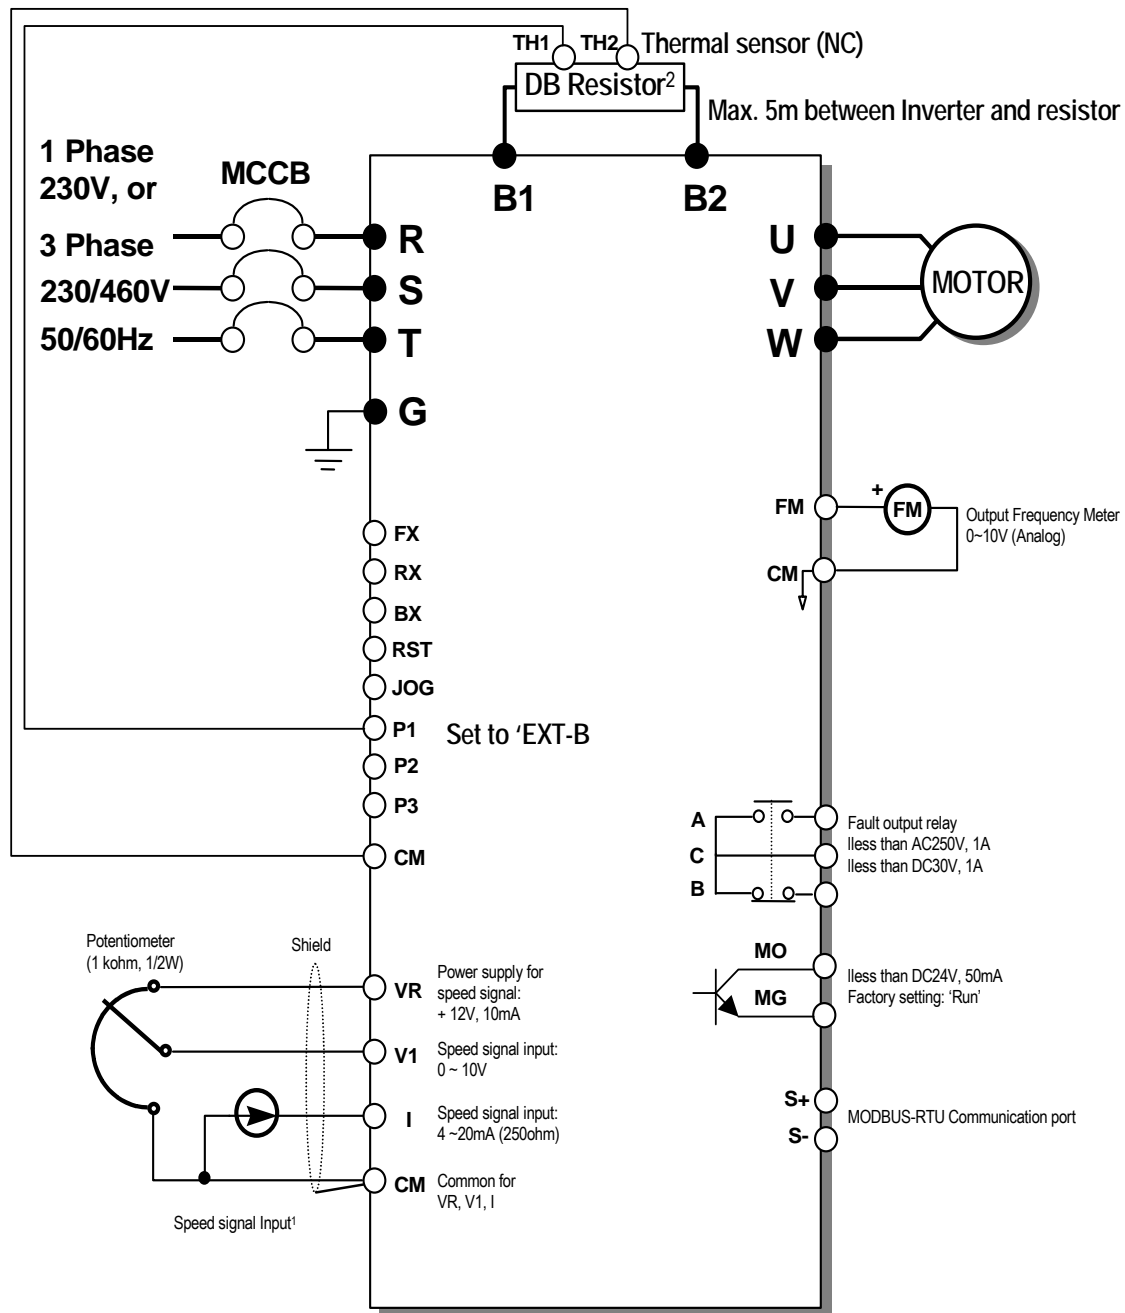 TH1
TH2
Thermal sensor (NC)
DB Resistor2
Max. 5m between Inverter and resistor
B1
B2
1 Phase
230V, or
3 Phase
230/460V
50/60Hz
MCCB
R
S
T
G
U
V
W
MOTOR
FX
RX
BX
RST
JOG
P1
Set to ‘EXT-B
P2
P3
CM
FM
+
FM
CM
Output Frequency Meter
0~10V (Analog)
A
C
B
Fault output relay
lless than AC250V, 1A
lless than DC30V, 1A
MO
MG
lless than DC24V, 50mA
Factory setting: ‘Run’
S+
S-
MODBUS-RTU Communication port
Potentiometer
(1 kohm, 1/2W)
Shield
VR
Power supply for
speed signal:
+ 12V, 10mA
V1
Speed signal input:
0 ~ 10V
I
Speed signal input:
4 ~20mA (250ohm)
CM
Common for
VR, V1, I
Speed signal Input1